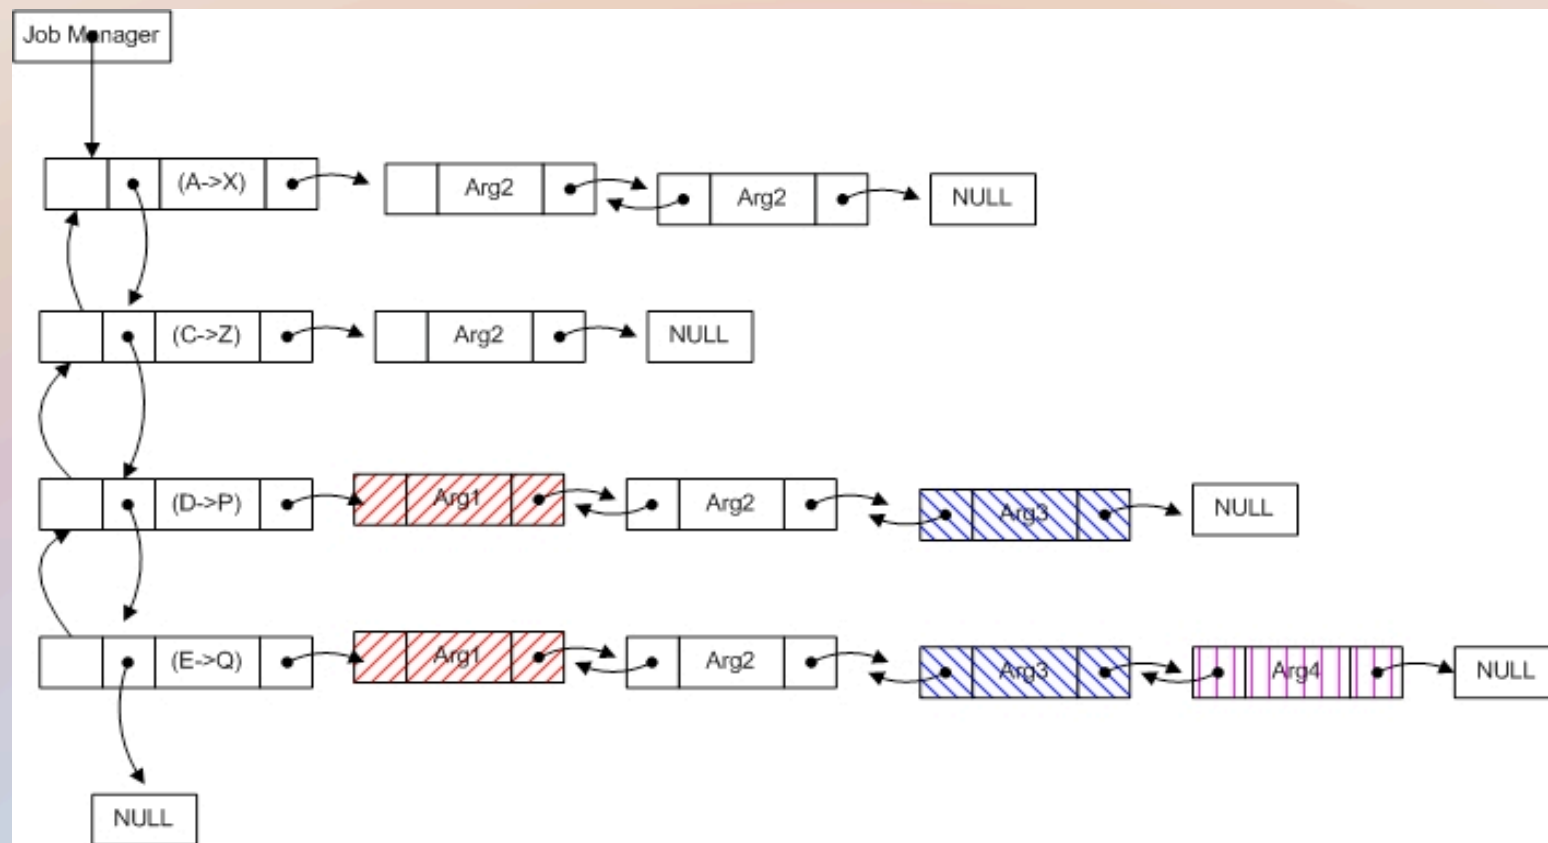 Job Manager
(A->X) Arg2 Arg2 NULL
(C->Z) Arg2 NULL
(D->P) Arg1 Arg2 Arg3 NULL
(E->Q) Arg1 Arg2 Arg3 Arg4 NULL
NULL